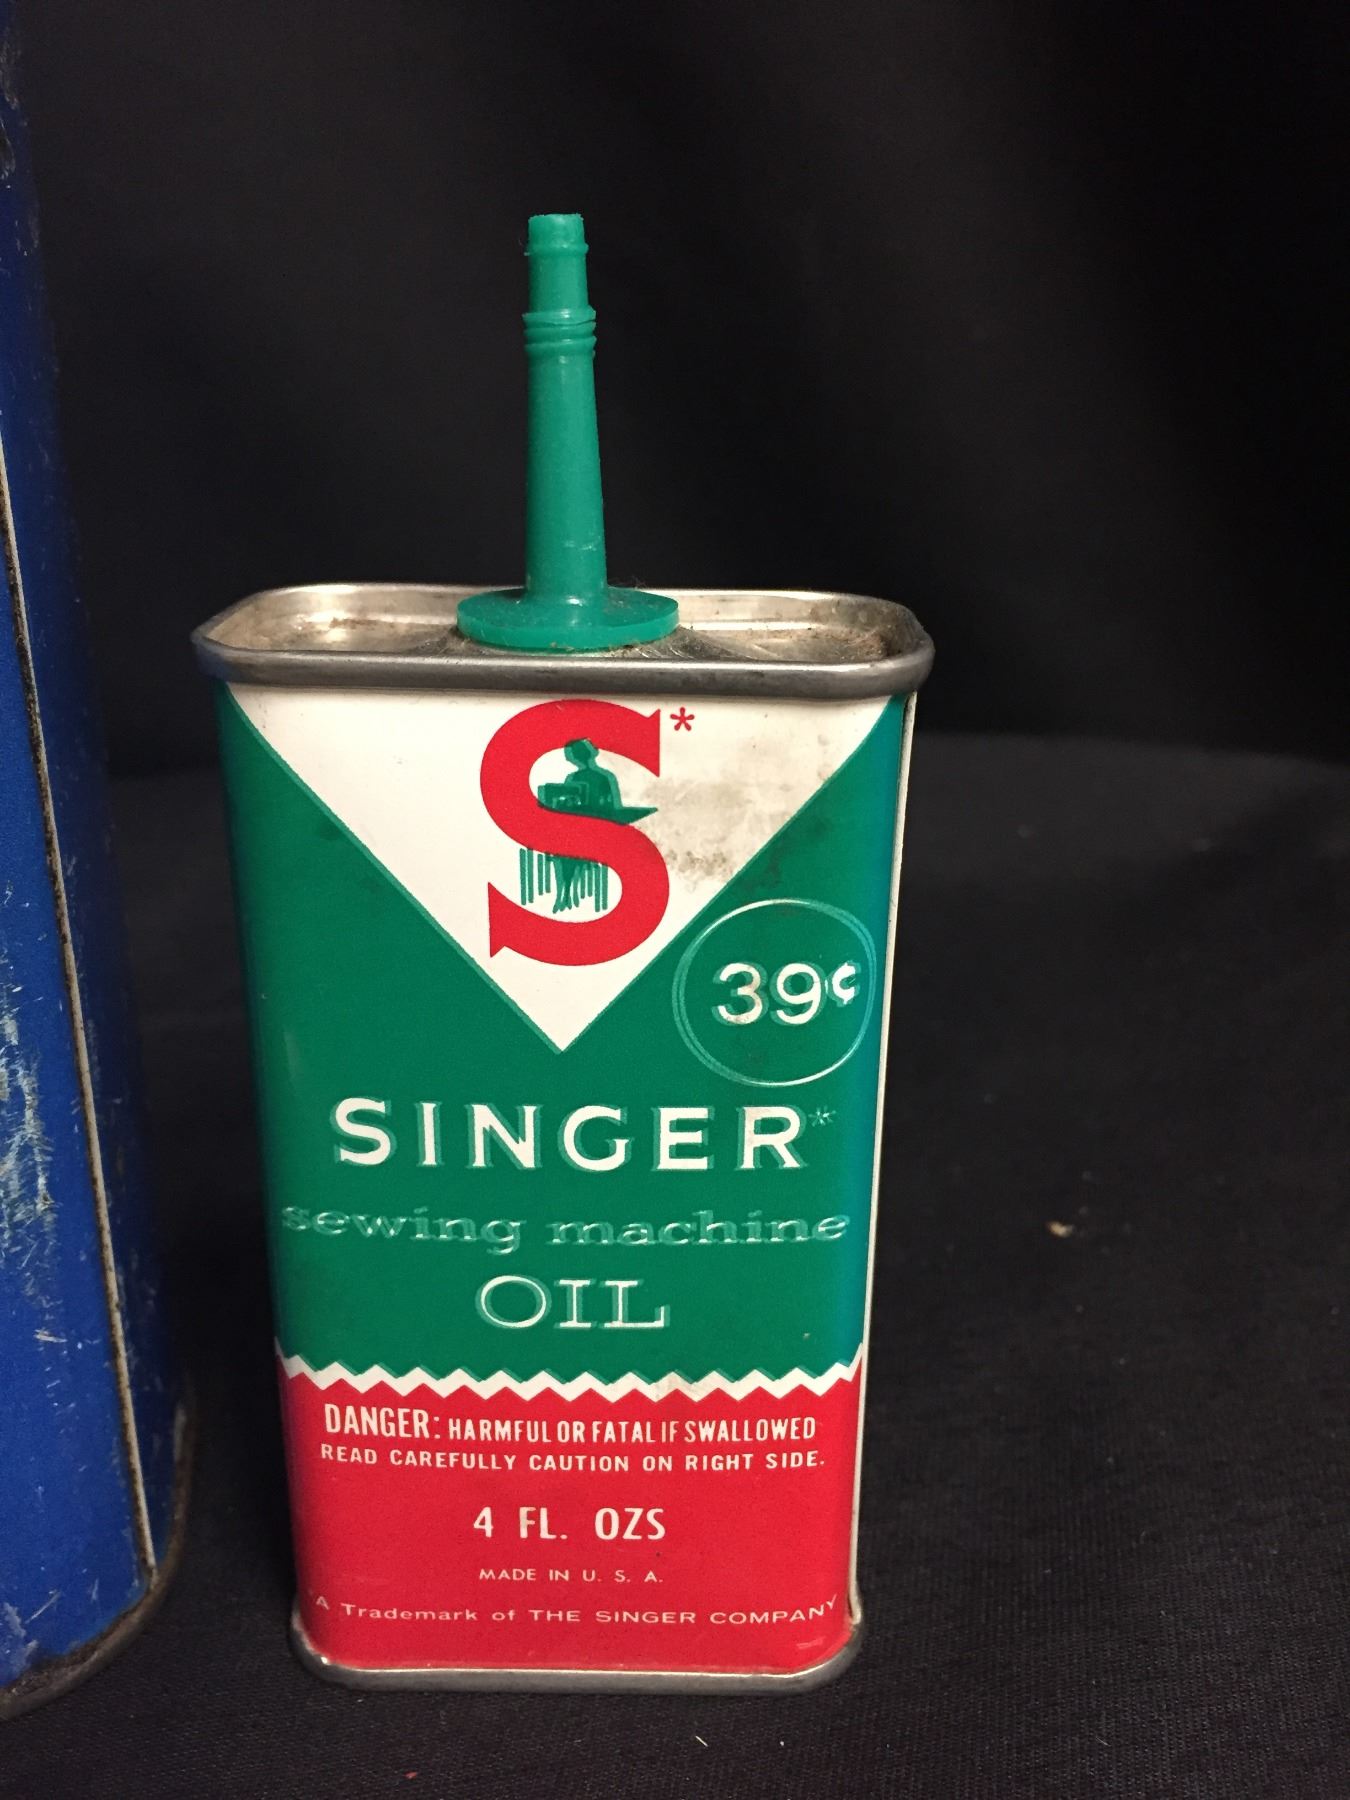 S*
39¢
SINGER*
sewing machine
OIL
DANGER: HARMFUL OR FATAL IF SWALLOWED
READ CAREFULLY CAUTION ON RIGHT SIDE.
4 FL. OZS
MADE IN U. S. A.
*A Trademark of THE SINGER COMPANY